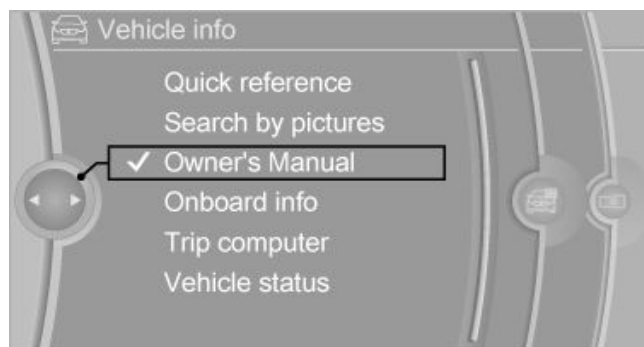 Vehicle info
Quick reference
Search by pictures
Owner's Manual
Onboard info
Trip computer
Vehicle status